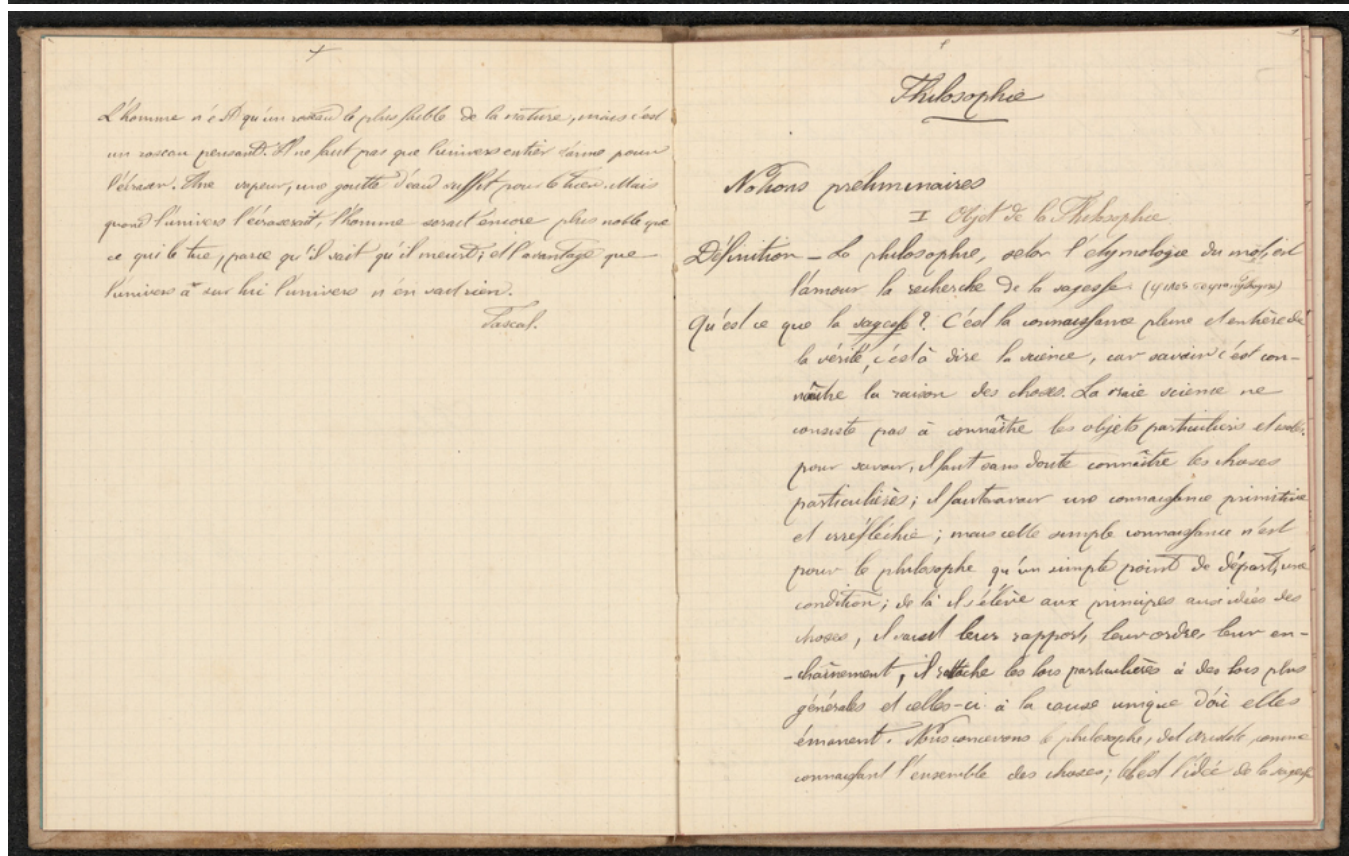 L'homme n'est qu'un roseau le plus faible de la nature, mais c'est
un roseau pensant. Il ne faut pas que l'univers entier s'arme pour
l'écraser. Une vapeur, une goutte d'eau suffit pour le tuer. Mais
quand l'univers l'écraserait, l'homme serait encore plus noble que
ce qui le tue, parce qu'il sait qu'il meurt; et l'avantage que
l'univers a sur lui l'univers n'en sait rien.
Pascal.
1
Philosophie
Notions préliminaires
I Objet de la Philosophie
Définition – La philosophie, selon l'étymologie du mot, est
l'amour la recherche de la sagesse
Qu'est ce que la sagesse? C'est la connaissance pleine et entière de
la vérité, c'est à dire la science, car savoir c'est con-
naître la raison des choses. La vraie science ne
consiste pas à connaître les objets particuliers et
pour savoir, il faut sans doute connaître les choses
particulières; il faut avoir une connaissance primitive
et irréfléchie; mais cette simple connaissance n'est
pour le philosophe qu'un simple point de départ, une
condition; de là il s'élève aux principes aux idées des
choses, il saisit leur rapport, leur ordre, leur en-
-chaînement, il rattache les lois particulières à des lois plus
générales et celles-ci à la cause unique d'où elles
émanent. Nous concevons le philosophe, dit Aristote, comme
connaissant l'ensemble des choses; telle est l'idée de la sagesse